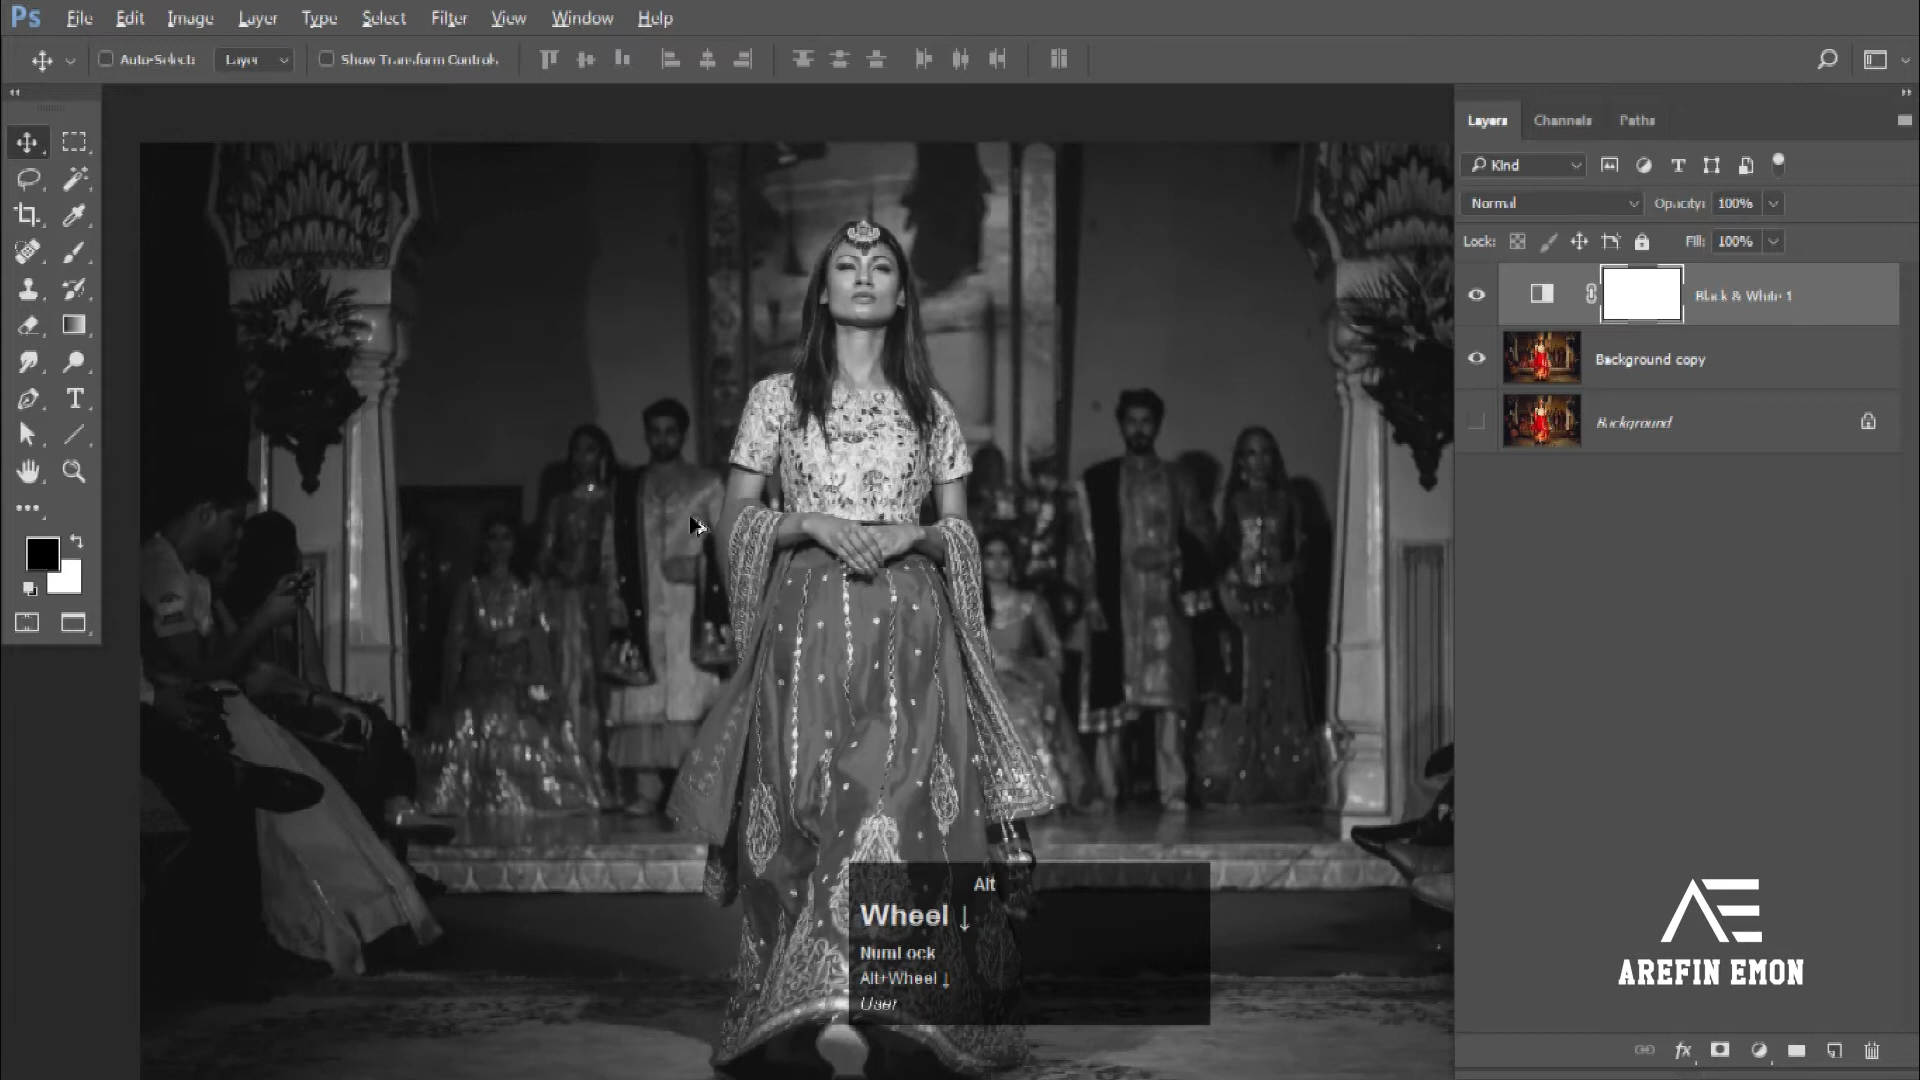 Ps File Edit Image Layer Type Select Filter View Window Help
Auto-Select: Layer Show Transform Controls
Layers Channels Paths
Kind
Normal Opacity: 100%
Lock: Fill: 100%
Black & White 1
Background copy
Background
Alt
Wheel ↓
NumLock
Alt+Wheel ↓
User
AE
AREFIN EMON